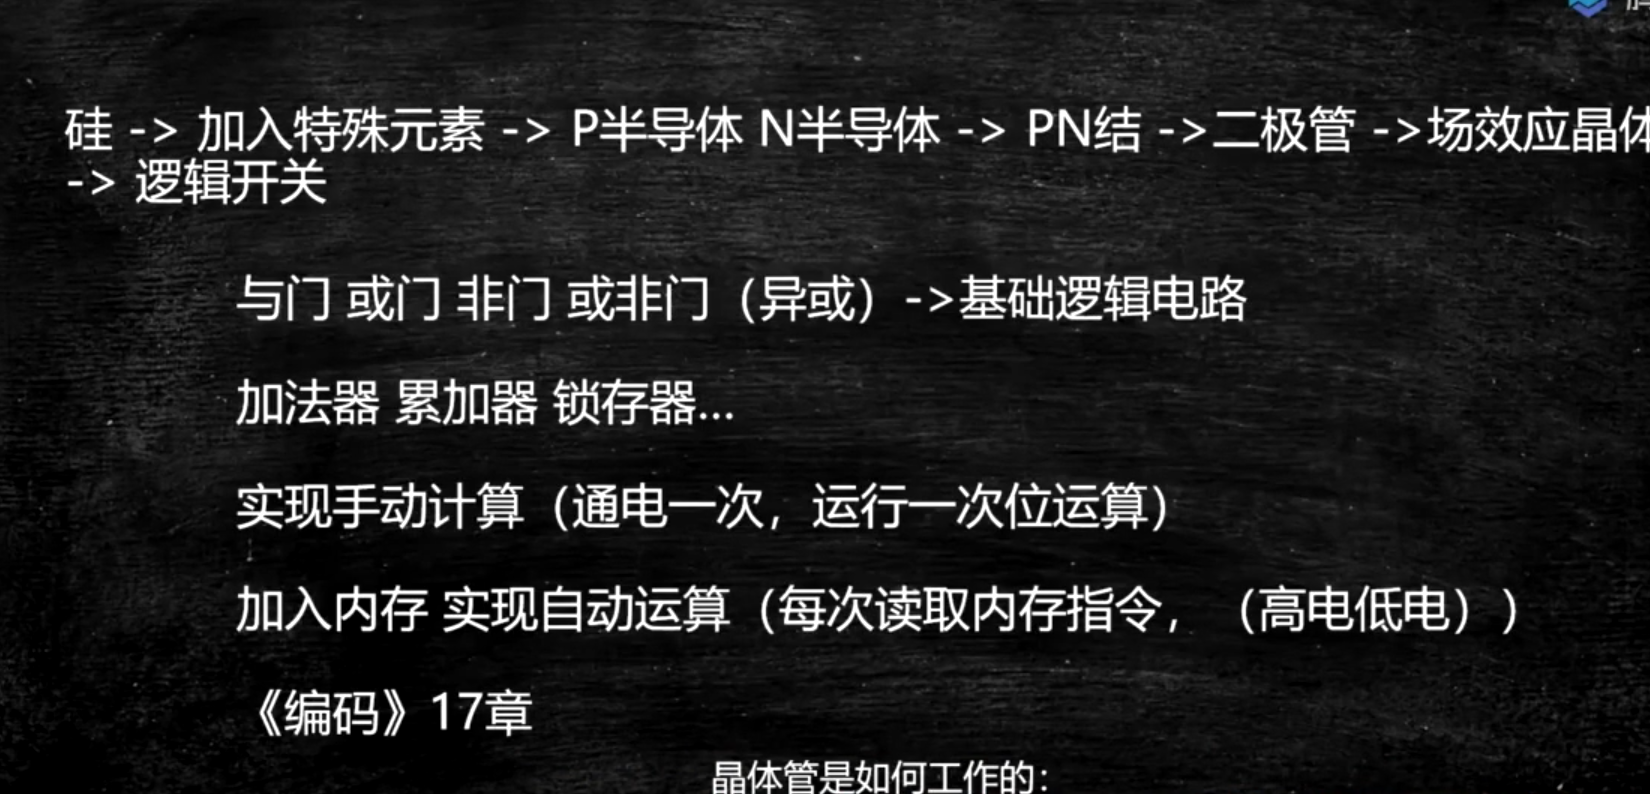 硅 -> 加入特殊元素 -> P半导体 N半导体 -> PN结 ->二极管 ->场效应晶体
-> 逻辑开关
与门 或门 非门 或非门（异或）->基础逻辑电路
加法器 累加器 锁存器...
实现手动计算（通电一次，运行一次位运算）
加入内存 实现自动运算（每次读取内存指令，（高电低电））
《编码》17章
晶体管是如何工作的：